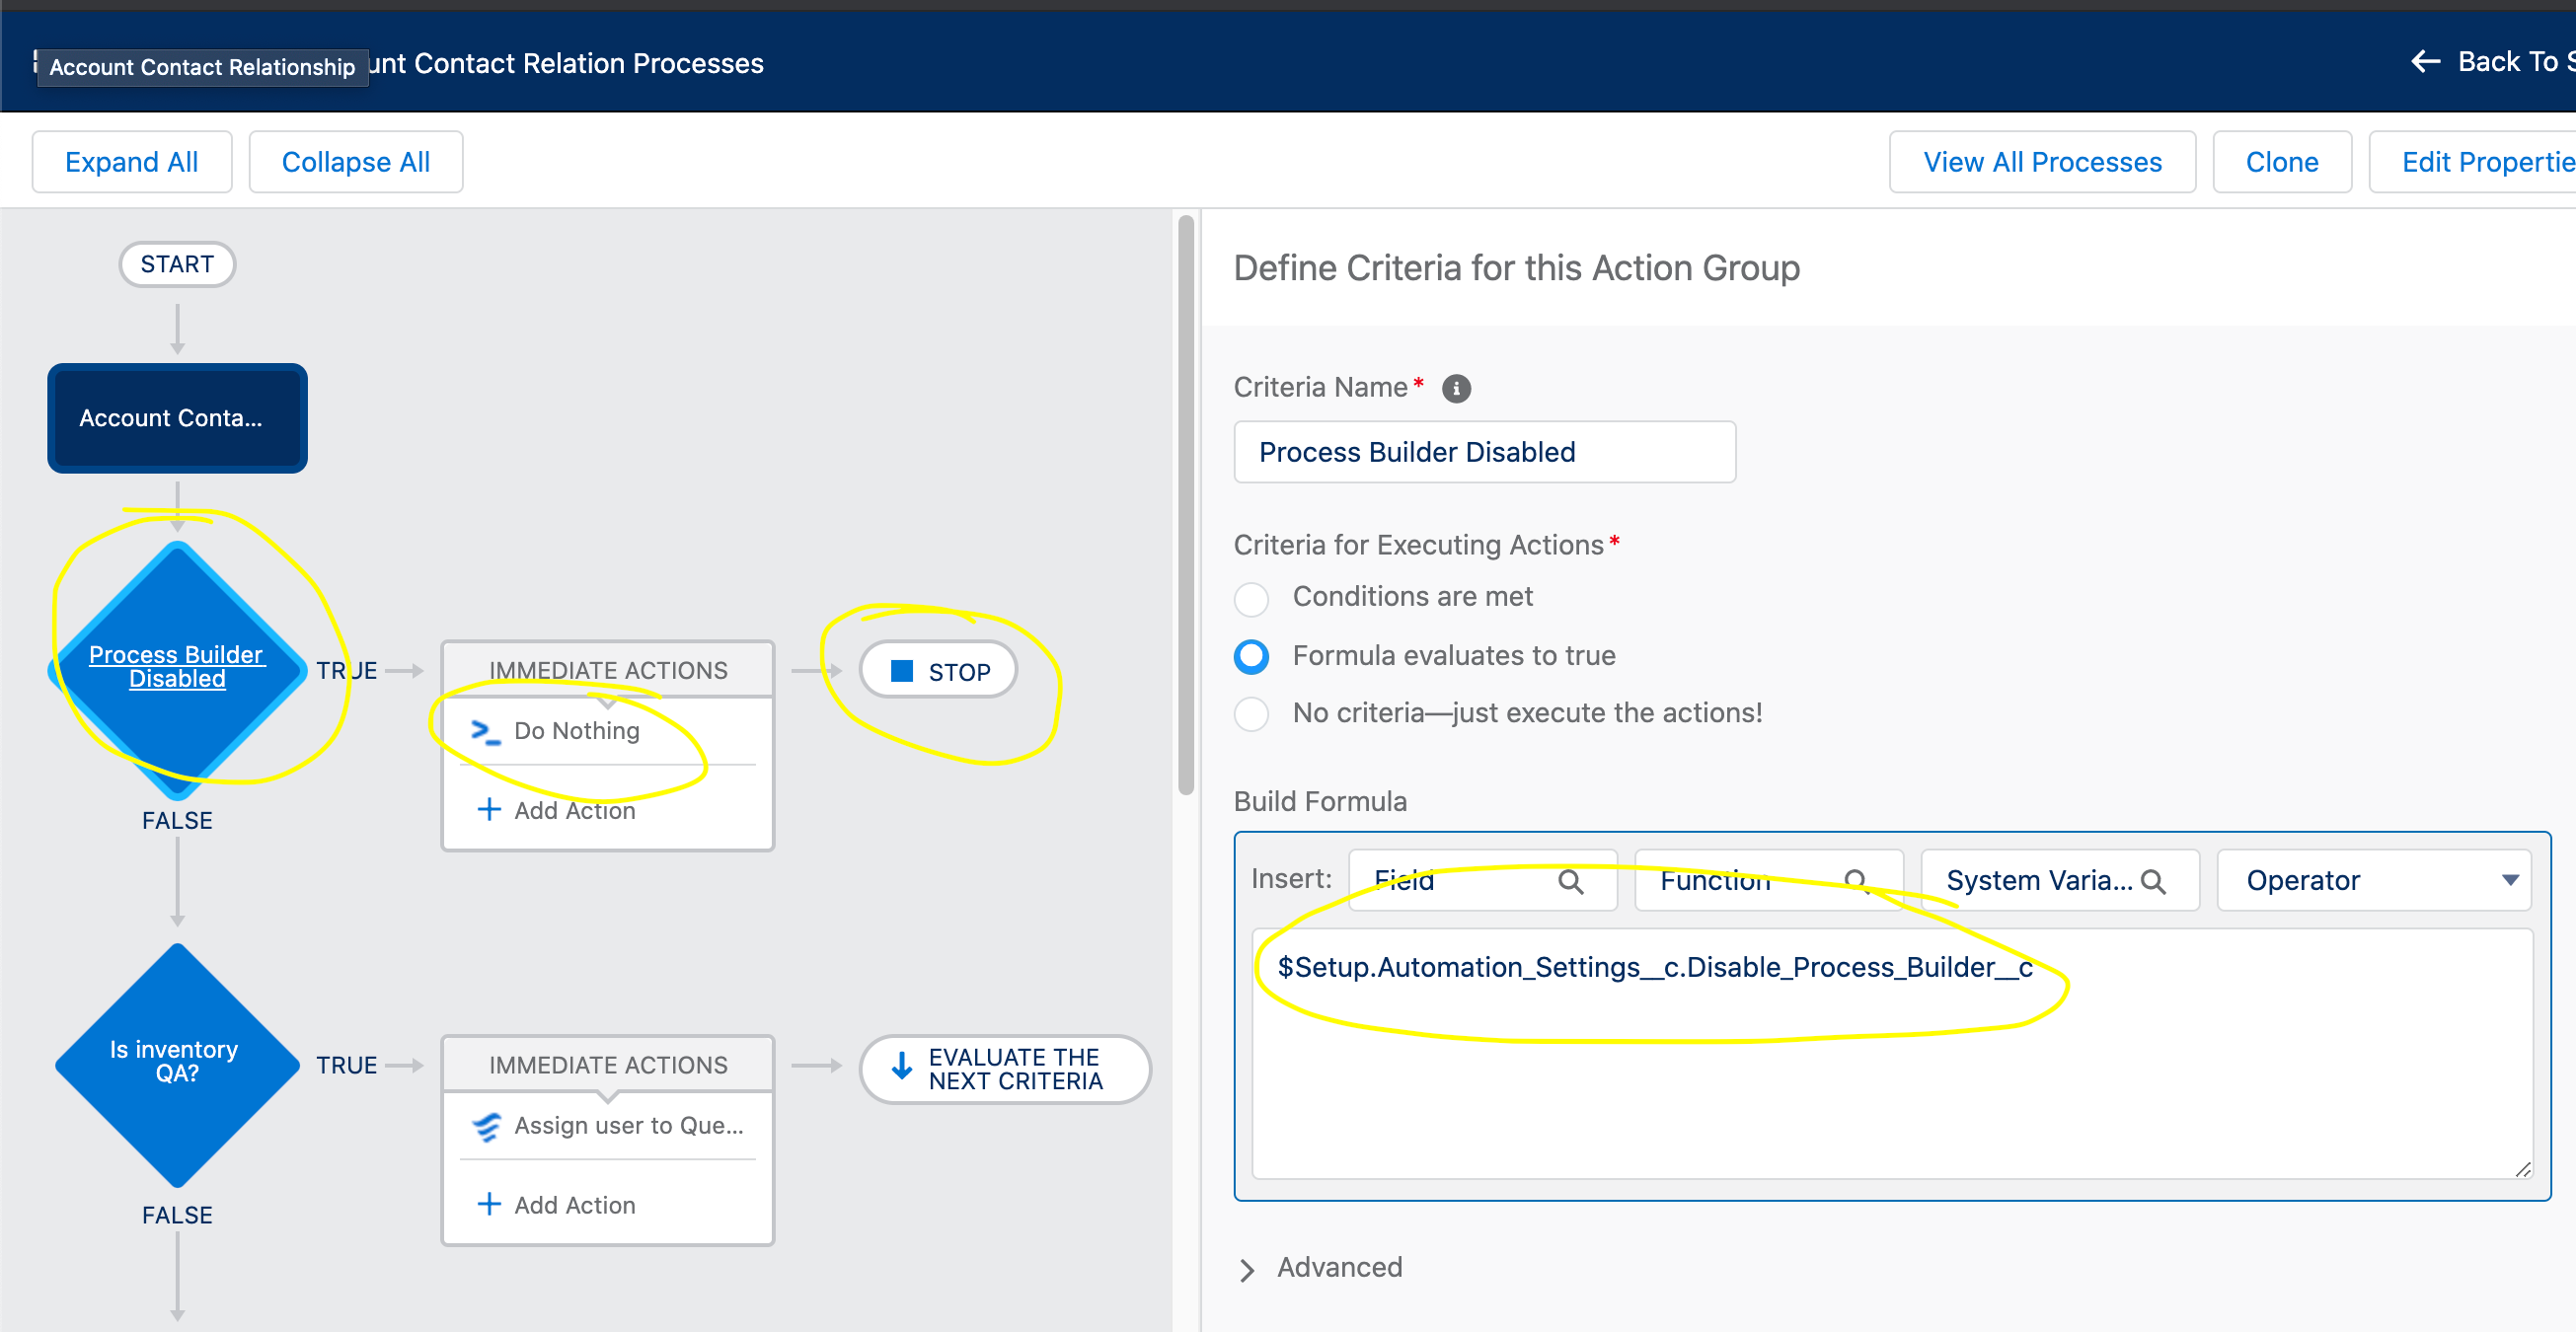 Account Contact Relationship
unt Contact Relation Processes
Back To S
Expand All
Collapse All
View All Processes
Clone
Edit Propertie
START
Account Conta...
Process Builder
Disabled
TRUE
IMMEDIATE ACTIONS
Do Nothing
Add Action
STOP
FALSE
Is inventory
QA?
TRUE
IMMEDIATE ACTIONS
Assign user to Que...
Add Action
EVALUATE THE
NEXT CRITERIA
FALSE
Define Criteria for this Action Group
Criteria Name*
Process Builder Disabled
Criteria for Executing Actions*
Conditions are met
Formula evaluates to true
No criteria—just execute the actions!
Build Formula
Insert:
Field
Function
System Varia...
Operator
$Setup.Automation_Settings__c.Disable_Process_Builder__c
Advanced